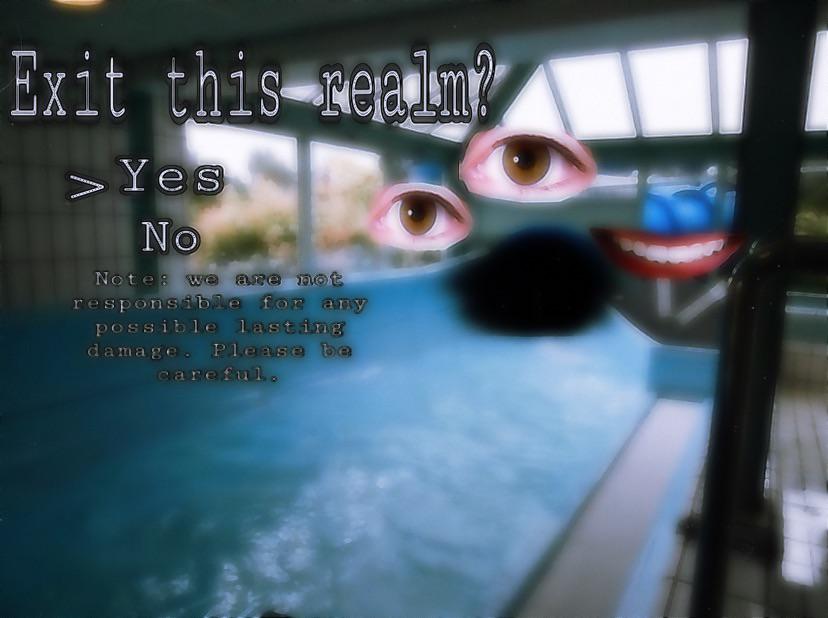 Exit this realm?
>Yes
No
Note: we are not
responsible for any
possible lasting
damage. Please be
careful.